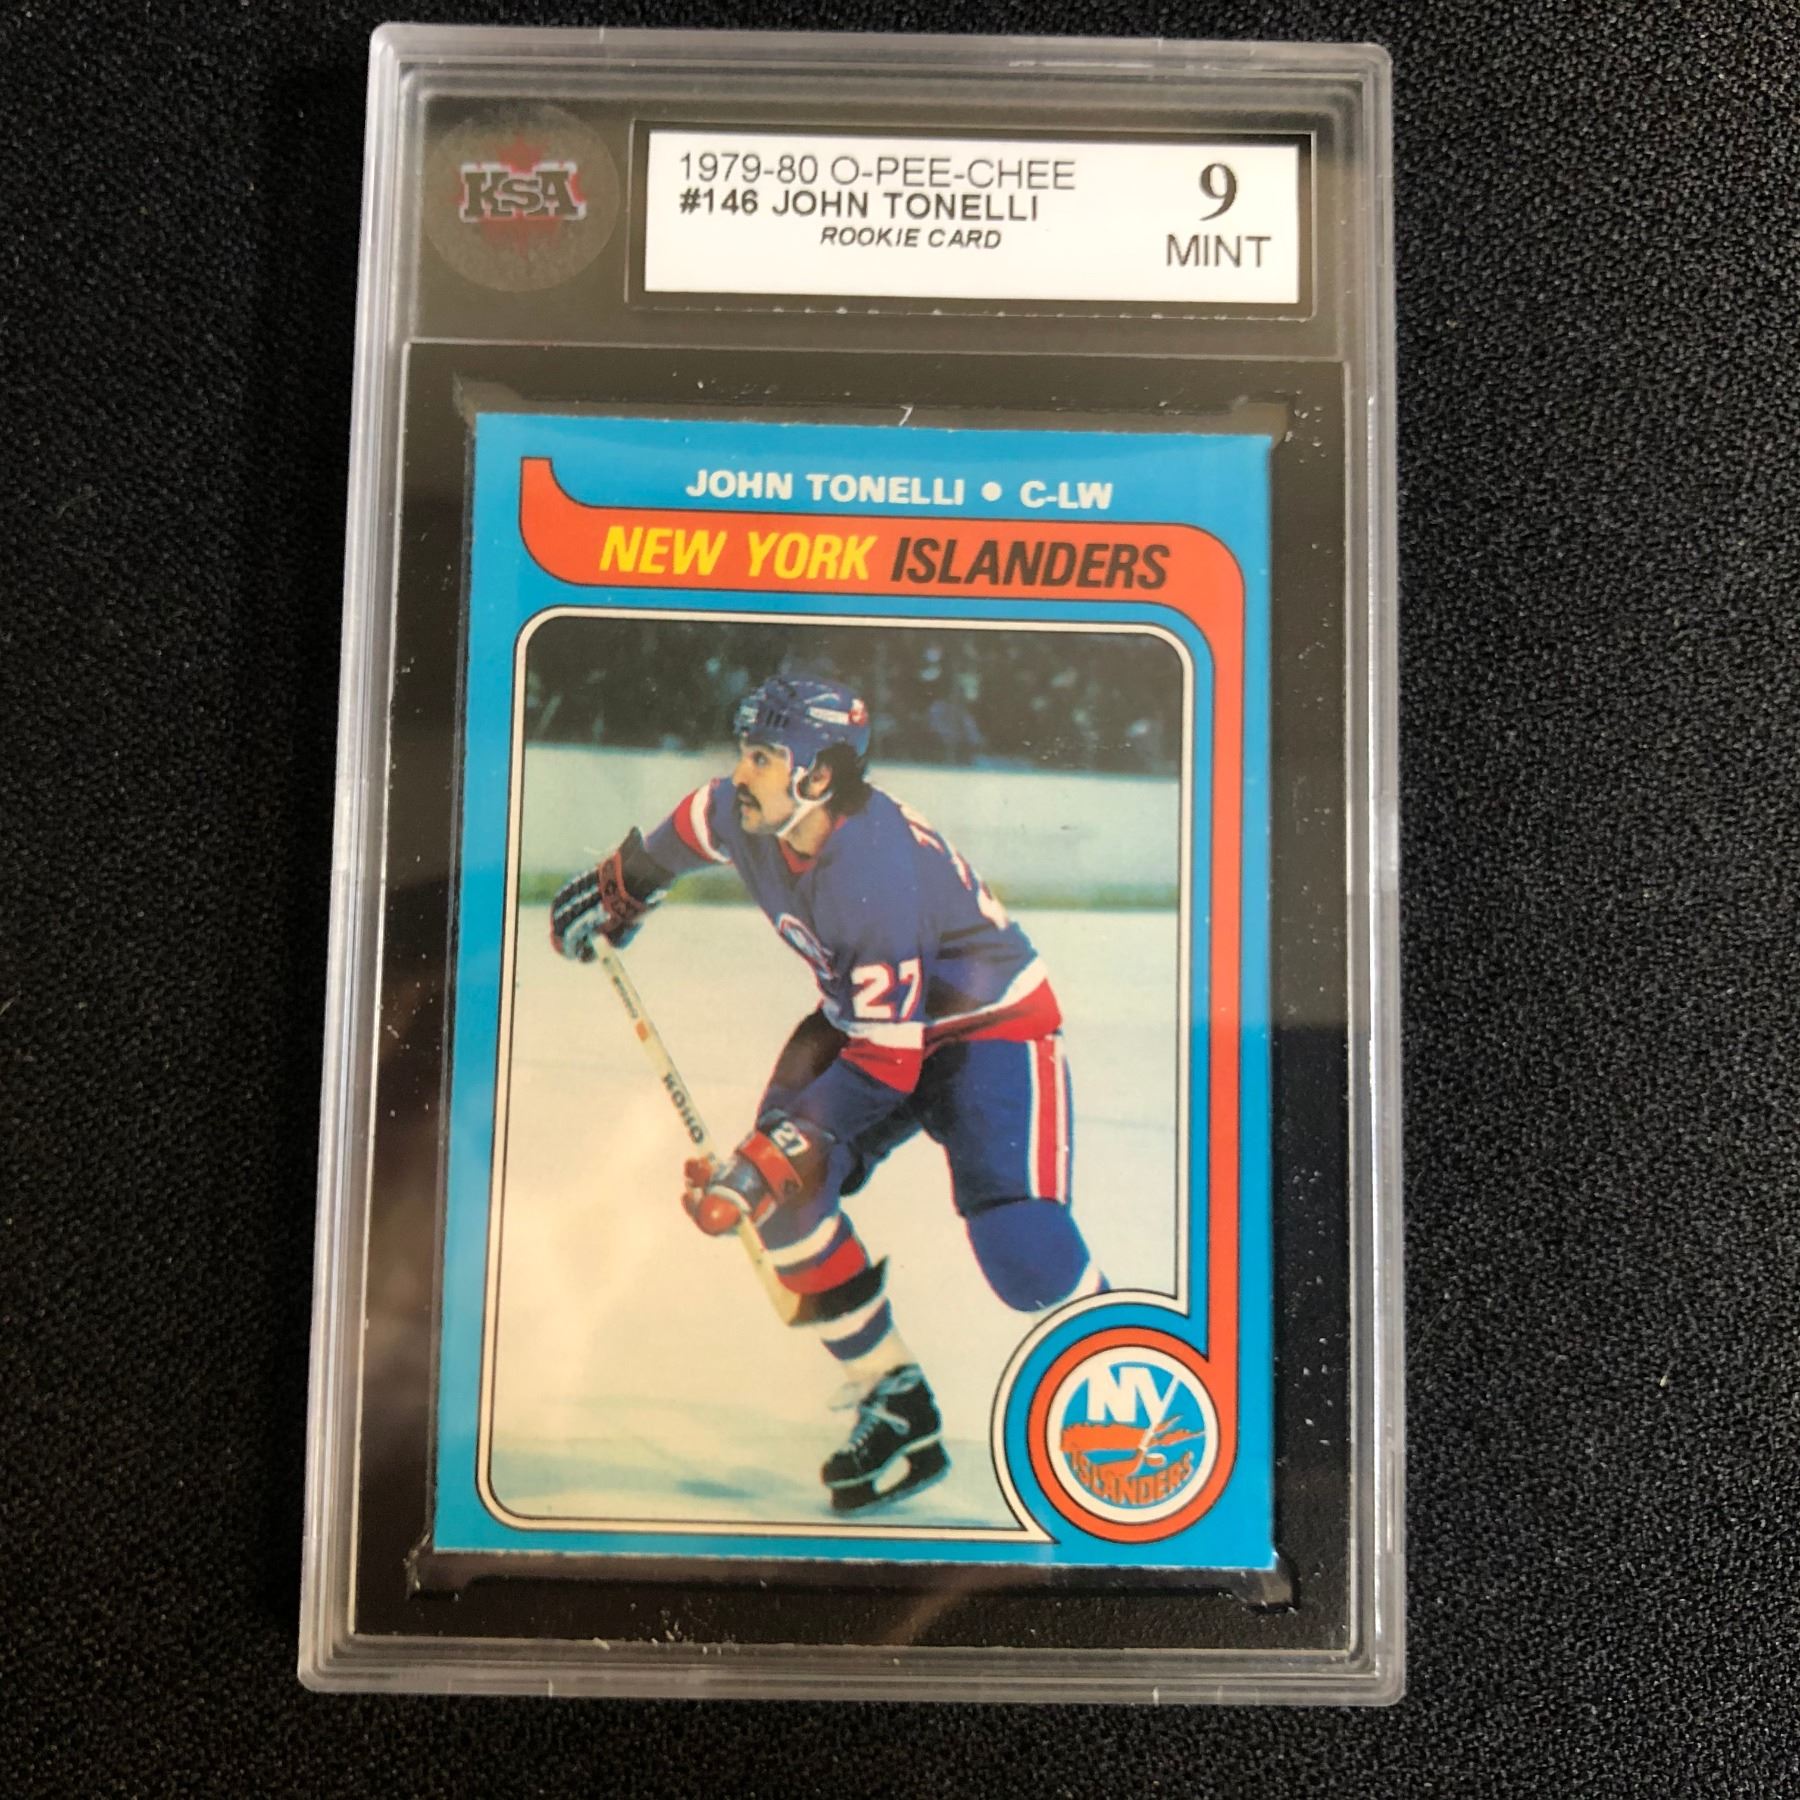 KSA
1979-80 O-PEE-CHEE
#146 JOHN TONELLI
ROOKIE CARD
9
MINT
JOHN TONELLI • C-LW
NEW YORK ISLANDERS
27
KOHO
27
NY
ISLANDERS